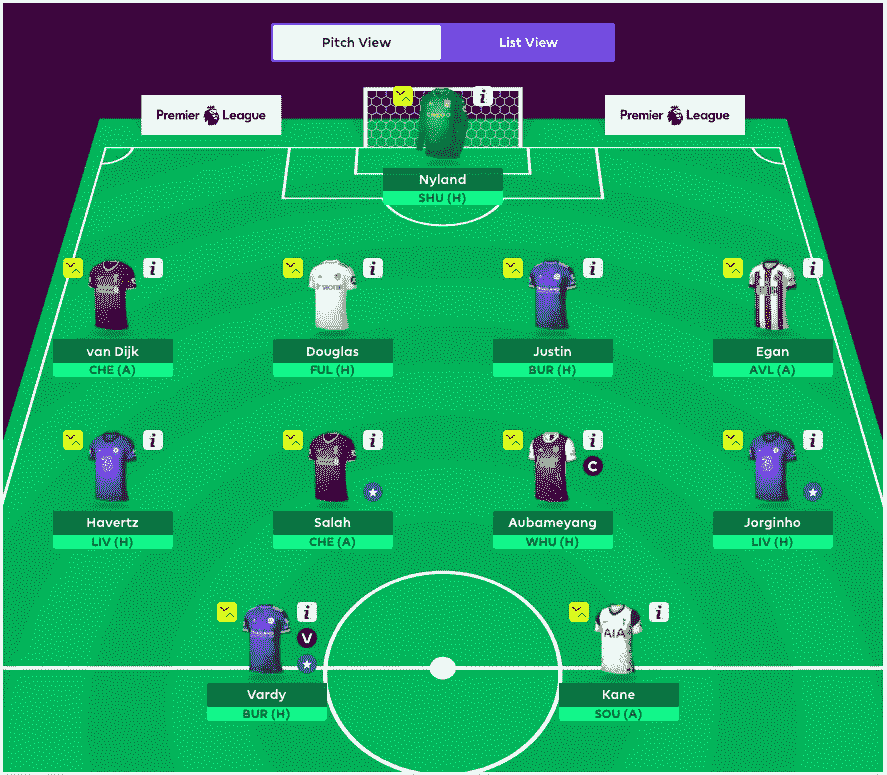 Pitch View
List View
Premier League
Premier League
i
Nyland
SHU (H)
i
i
i
i
van Dijk
Douglas
Justin
Egan
CHE (A)
FUL (H)
BUR (H)
AVL (A)
i
i
i
i
C
Havertz
Salah
Aubameyang
Jorginho
LIV (H)
CHE (A)
WHU (H)
LIV (H)
i
i
V
AIA
Vardy
Kane
BUR (H)
SOU (A)